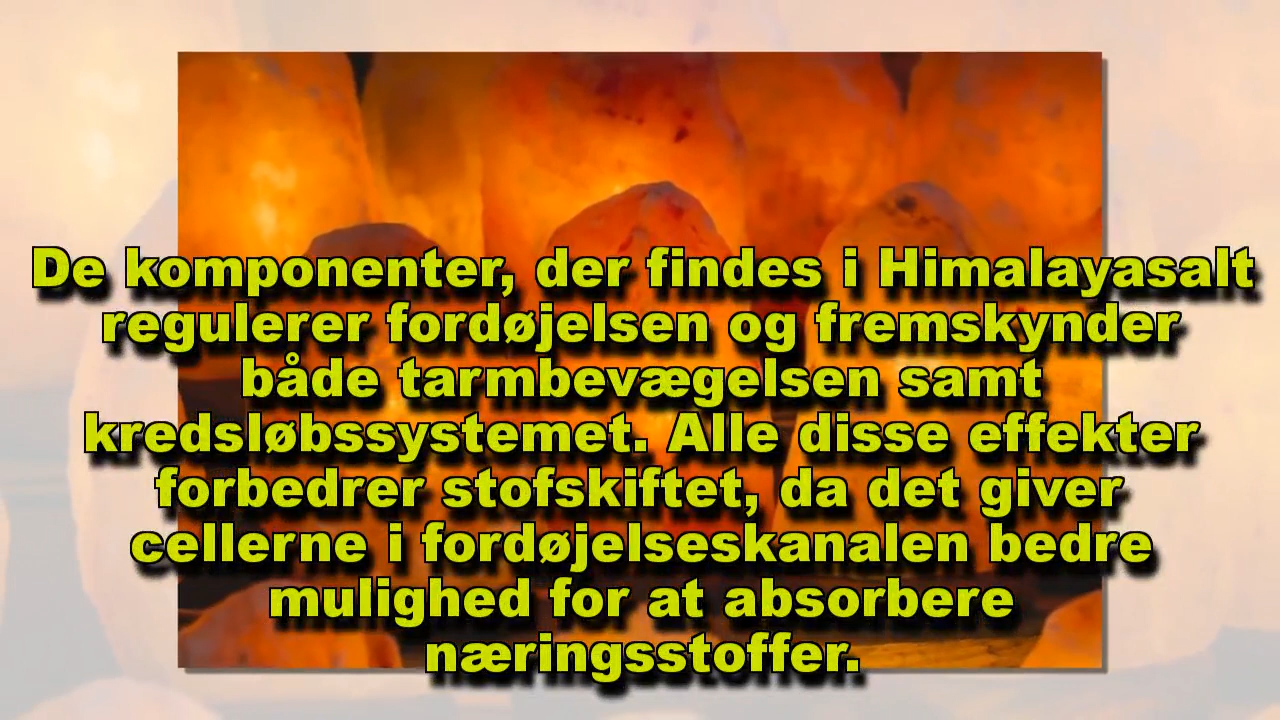 De komponenter, der findes i Himalayasalt
regulerer fordøjelsen og fremskynder
både tarmbevægelsen samt
kredsløbssystemet. Alle disse effekter
forbedrer stofskiftet, da det giver
cellerne i fordøjelseskanalen bedre
mulighed for at absorbere
næringsstoffer.